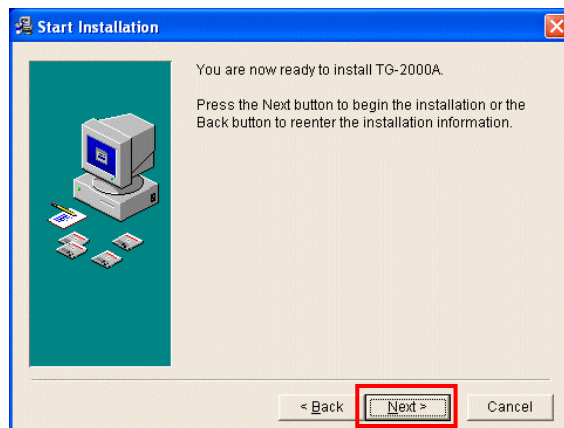 Start Installation
You are now ready to install TG-2000A.
Press the Next button to begin the installation or the
Back button to reenter the installation information.
< Back
Next >
Cancel